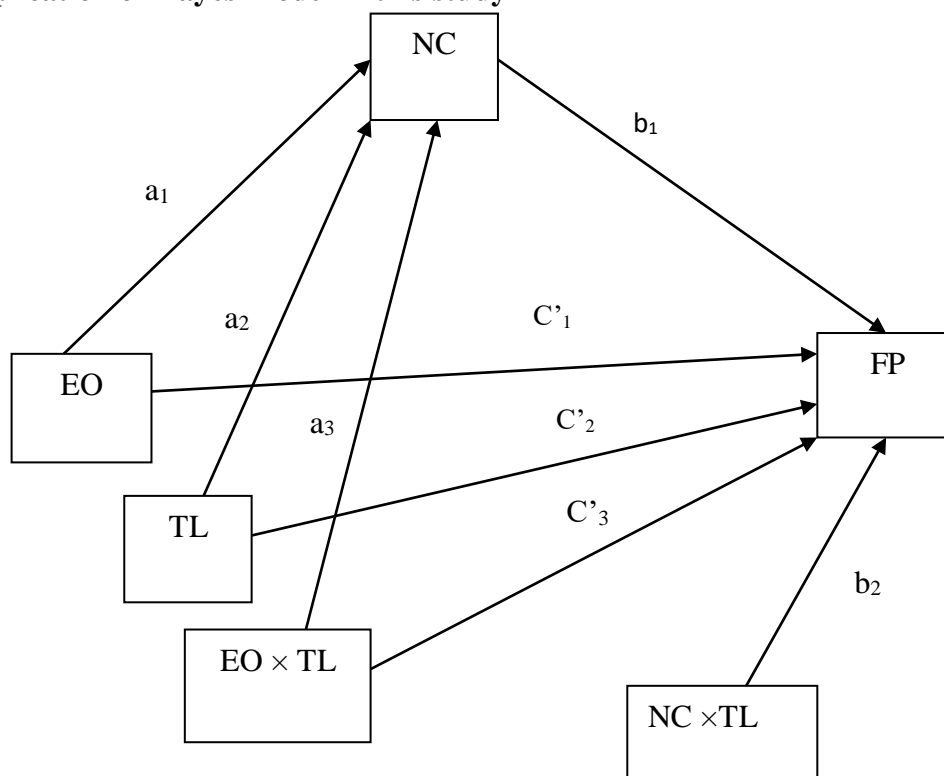 NC
b₁
a₁
a₂
C’₁
EO
FP
a₃
C’₂
TL
C’₃
b₂
EO × TL
NC ×TL